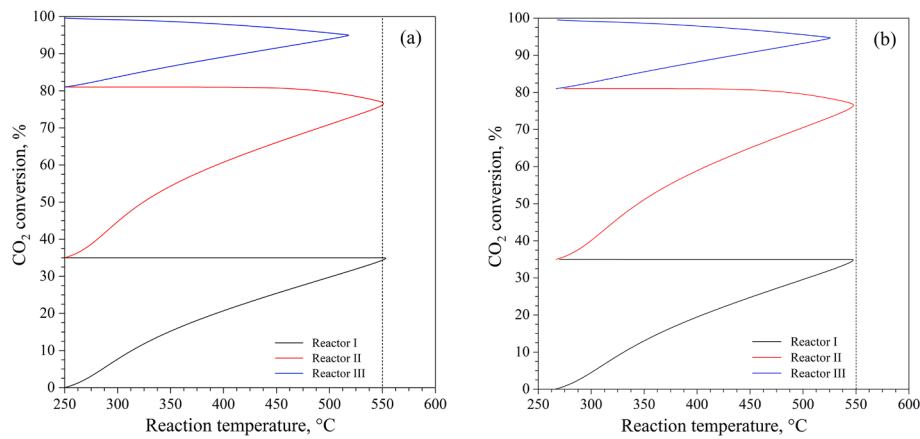 (a)
CO₂ conversion, %
100
90
80
70
60
50
40
30
20
10
0
Reactor I
Reactor II
Reactor III
250 300 350 400 450 500 550 600
Reaction temperature, °C
(b)
CO₂ conversion, %
100
90
80
70
60
50
40
30
20
10
0
Reactor I
Reactor II
Reactor III
250 300 350 400 450 500 550 600
Reaction temperature, °C